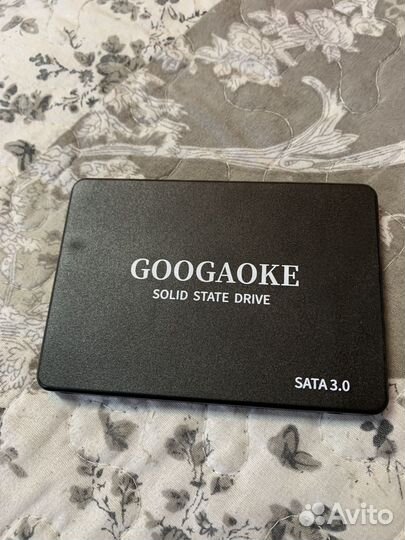 GOOGAOKE
SOLID STATE DRIVE
SATA 3.0
Avito